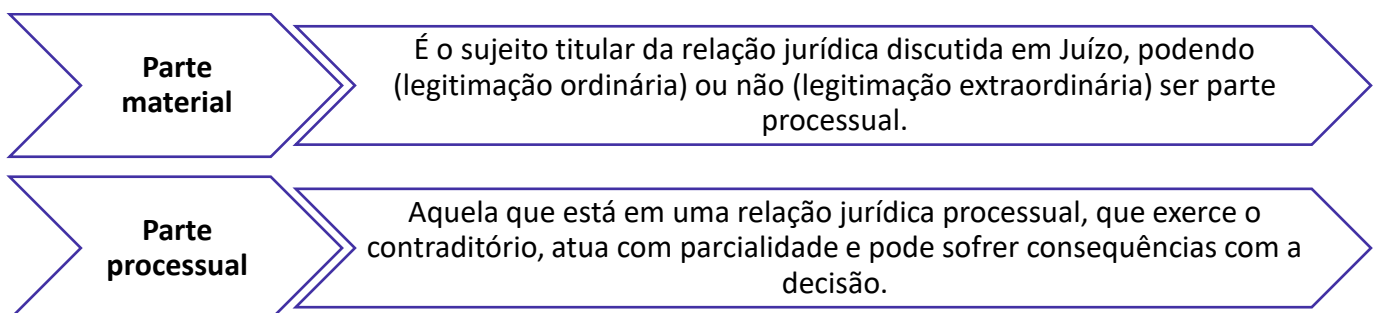 Parte
material
É o sujeito titular da relação jurídica discutida em Juízo, podendo
(legitimação ordinária) ou não (legitimação extraordinária) ser parte
processual.
Parte
processual
Aquela que está em uma relação jurídica processual, que exerce o
contraditório, atua com parcialidade e pode sofrer consequências com a
decisão.